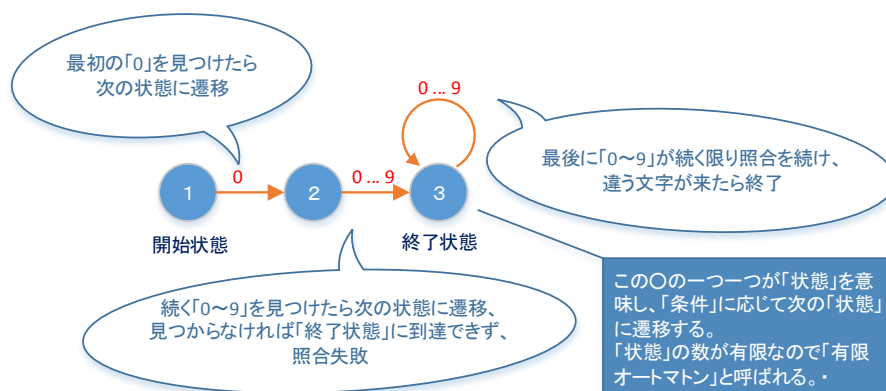 最初の「0」を見つけたら
次の状態に遷移
0 ... 9
最後に「0～9」が続く限り照合を続け、
違う文字が来たら終了
1
0
2
0 ... 9
3
開始状態
終了状態
続く「0～9」を見つけたら次の状態に遷移、
見つからなければ「終了状態」に到達できず、
照合失敗
この○の一つ一つが「状態」を意
味し、「条件」に応じて次の「状態」
に遷移する。
「状態」の数が有限なので「有限
オートマトン」と呼ばれる。・